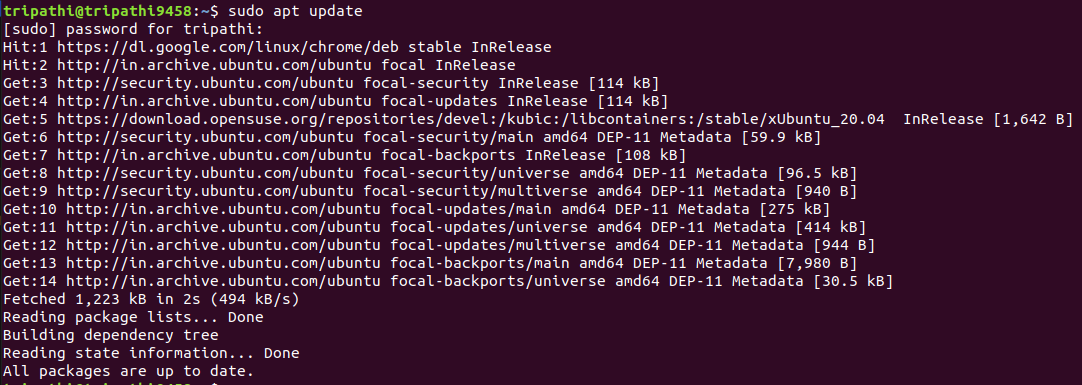 tripathi@tripathi9458:~$ sudo apt update
[sudo] password for tripathi:
Hit:1 https://dl.google.com/linux/chrome/deb stable InRelease
Hit:2 http://in.archive.ubuntu.com/ubuntu focal InRelease
Get:3 http://security.ubuntu.com/ubuntu focal-security InRelease [114 kB]
Get:4 http://in.archive.ubuntu.com/ubuntu focal-updates InRelease [114 kB]
Get:5 https://download.opensuse.org/repositories/devel:/kubic:/libcontainers:/stable/xUbuntu_20.04  InRelease [1,642 B]
Get:6 http://security.ubuntu.com/ubuntu focal-security/main amd64 DEP-11 Metadata [59.9 kB]
Get:7 http://in.archive.ubuntu.com/ubuntu focal-backports InRelease [108 kB]
Get:8 http://security.ubuntu.com/ubuntu focal-security/universe amd64 DEP-11 Metadata [96.5 kB]
Get:9 http://security.ubuntu.com/ubuntu focal-security/multiverse amd64 DEP-11 Metadata [940 B]
Get:10 http://in.archive.ubuntu.com/ubuntu focal-updates/main amd64 DEP-11 Metadata [275 kB]
Get:11 http://in.archive.ubuntu.com/ubuntu focal-updates/universe amd64 DEP-11 Metadata [414 kB]
Get:12 http://in.archive.ubuntu.com/ubuntu focal-updates/multiverse amd64 DEP-11 Metadata [944 B]
Get:13 http://in.archive.ubuntu.com/ubuntu focal-backports/main amd64 DEP-11 Metadata [7,980 B]
Get:14 http://in.archive.ubuntu.com/ubuntu focal-backports/universe amd64 DEP-11 Metadata [30.5 kB]
Fetched 1,223 kB in 2s (494 kB/s)
Reading package lists... Done
Building dependency tree
Reading state information... Done
All packages are up to date.